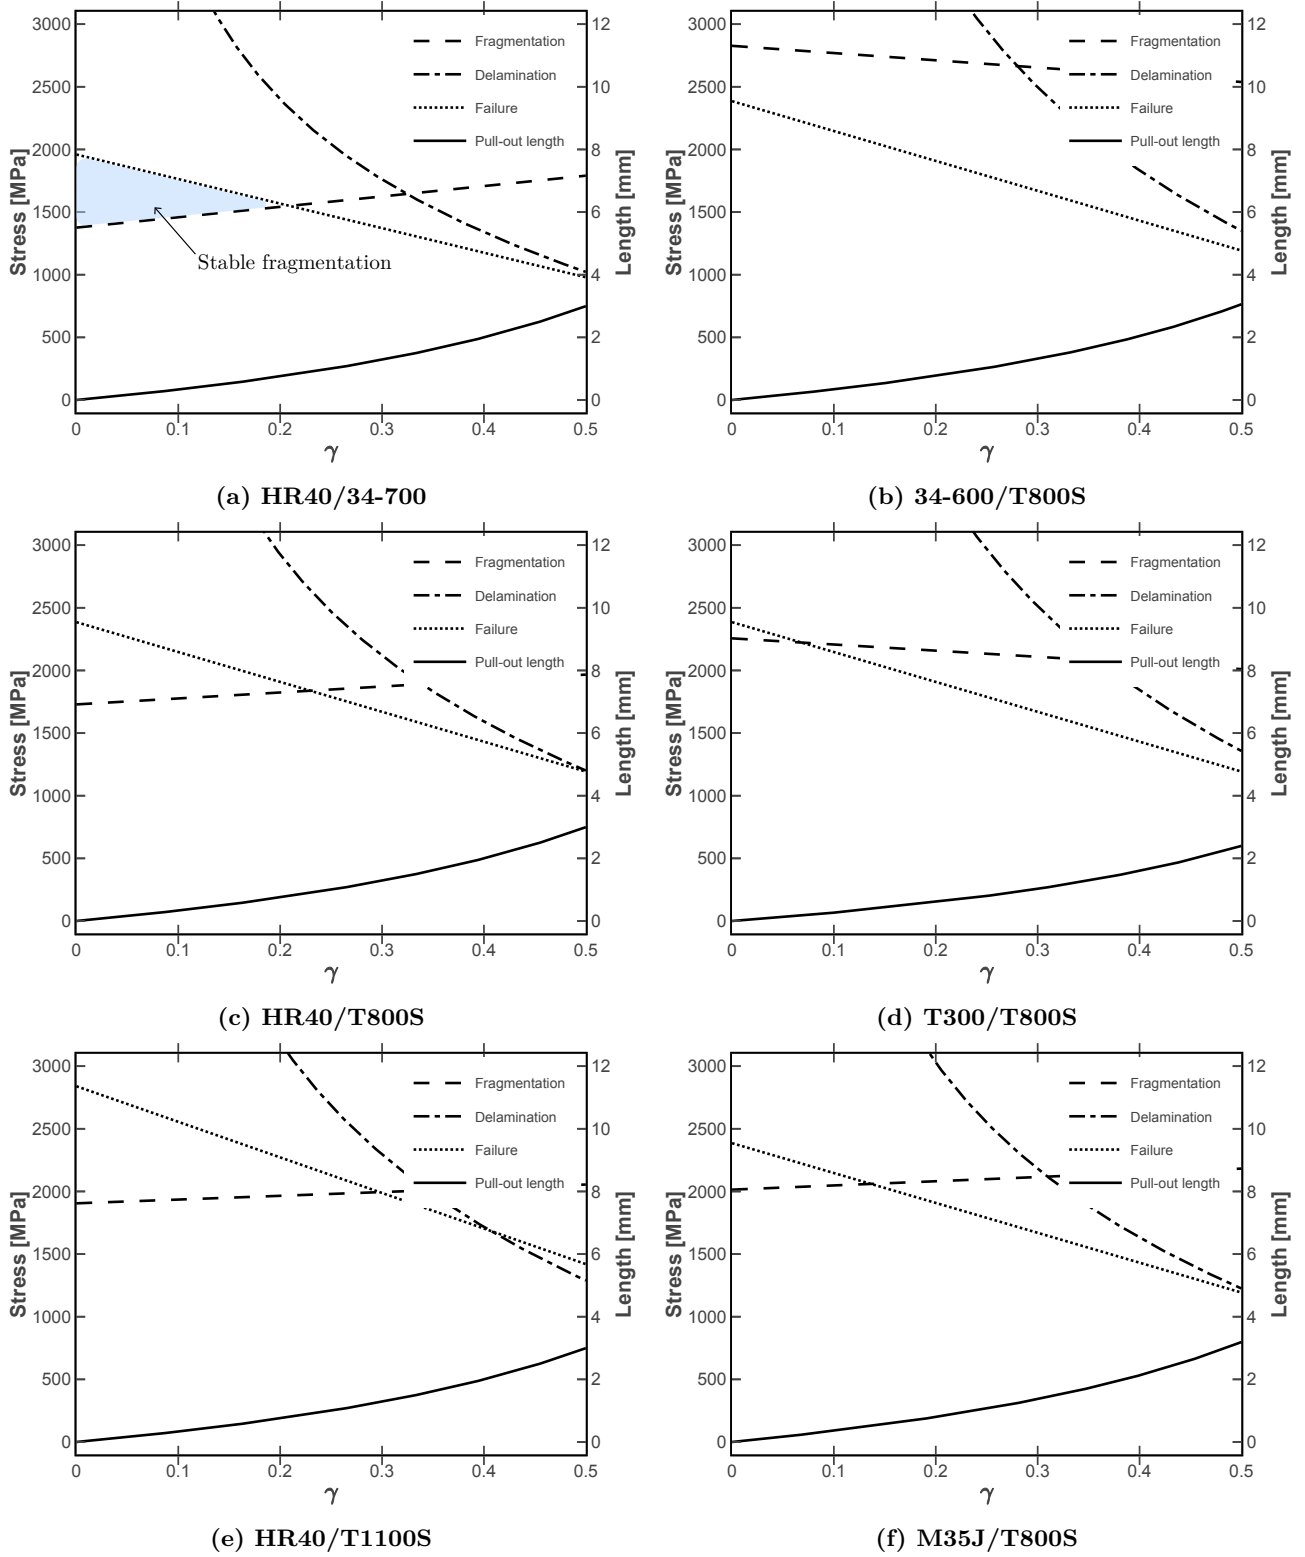 3000
2500
2000
1500
1000
500
0
Stress [MPa]
12
10
8
6
4
2
0
Length [mm]
Fragmentation
Delamination
Failure
Pull-out length
Stable fragmentation
0 0.1 0.2 0.3 0.4 0.5
γ
(a) HR40/34-700
3000
2500
2000
1500
1000
500
0
Stress [MPa]
12
10
8
6
4
2
0
Length [mm]
Fragmentation
Delamination
Failure
Pull-out length
0 0.1 0.2 0.3 0.4 0.5
γ
(b) 34-600/T800S
3000
2500
2000
1500
1000
500
0
Stress [MPa]
12
10
8
6
4
2
0
Length [mm]
Fragmentation
Delamination
Failure
Pull-out length
0 0.1 0.2 0.3 0.4 0.5
γ
(c) HR40/T800S
3000
2500
2000
1500
1000
500
0
Stress [MPa]
12
10
8
6
4
2
0
Length [mm]
Fragmentation
Delamination
Failure
Pull-out length
0 0.1 0.2 0.3 0.4 0.5
γ
(d) T300/T800S
3000
2500
2000
1500
1000
500
0
Stress [MPa]
12
10
8
6
4
2
0
Length [mm]
Fragmentation
Delamination
Failure
Pull-out length
0 0.1 0.2 0.3 0.4 0.5
γ
(e) HR40/T1100S
3000
2500
2000
1500
1000
500
0
Stress [MPa]
12
10
8
6
4
2
0
Length [mm]
Fragmentation
Delamination
Failure
Pull-out length
0 0.1 0.2 0.3 0.4 0.5
γ
(f) M35J/T800S